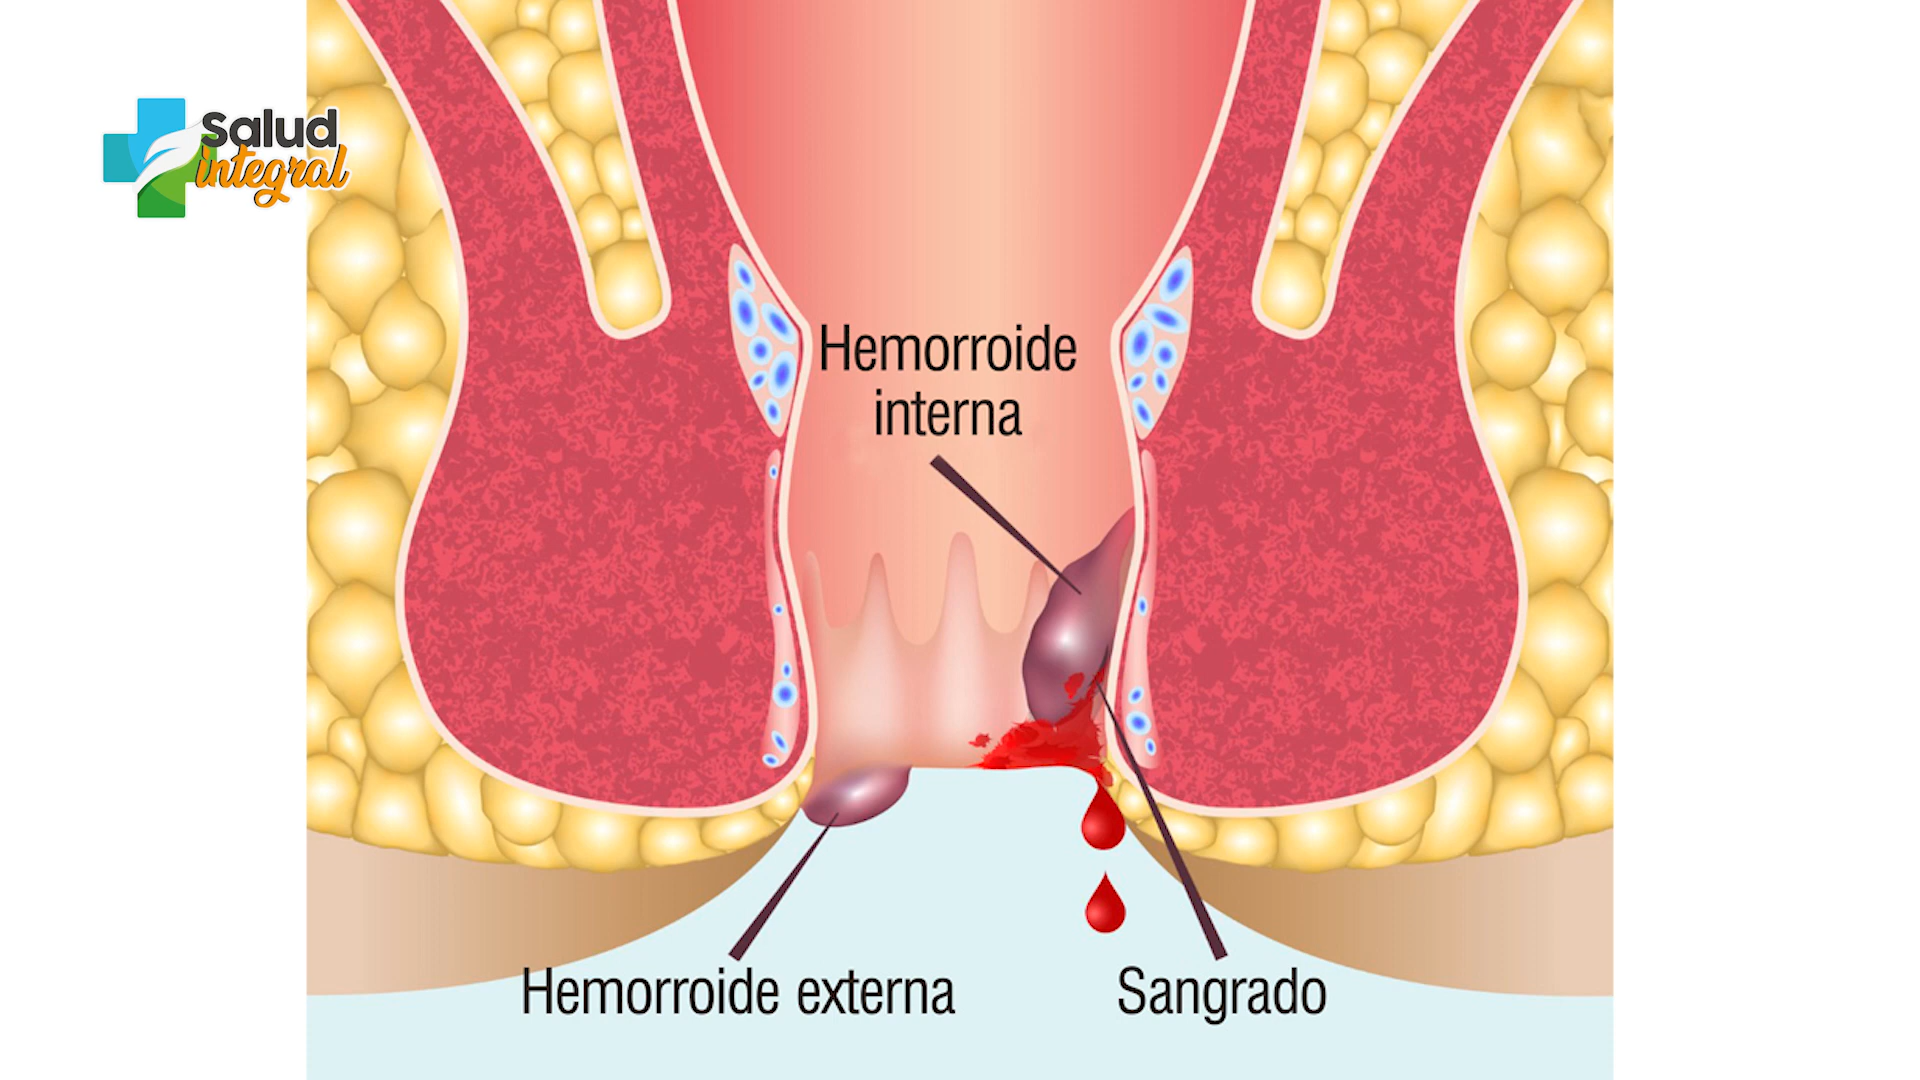 Salud
integral
Hemorroide
interna
Hemorroide externa
Sangrado